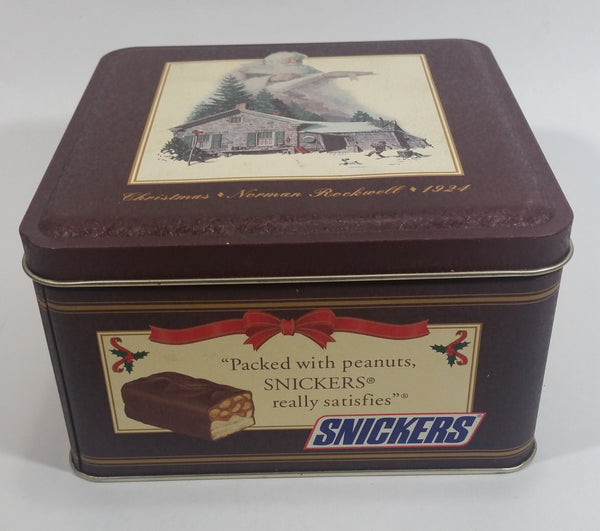 Christmas ♦ Norman Rockwell ♦ 1924
“Packed with peanuts,
SNICKERS®
really satisfies”®
SNICKERS